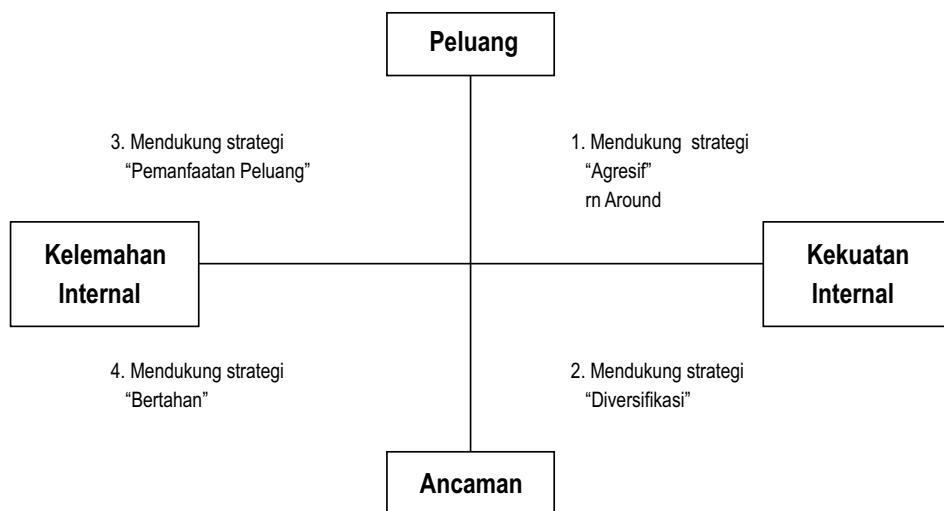 Peluang
3. Mendukung strategi
“Pemanfaatan Peluang”
1. Mendukung strategi
“Agresif”
rn Around
Kelemahan
Internal
Kekuatan
Internal
4. Mendukung strategi
“Bertahan”
2. Mendukung strategi
“Diversifikasi”
Ancaman